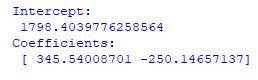 Intercept:
1798.4039776258564
Coefficients:
[ 345.54008701 -250.14657137]